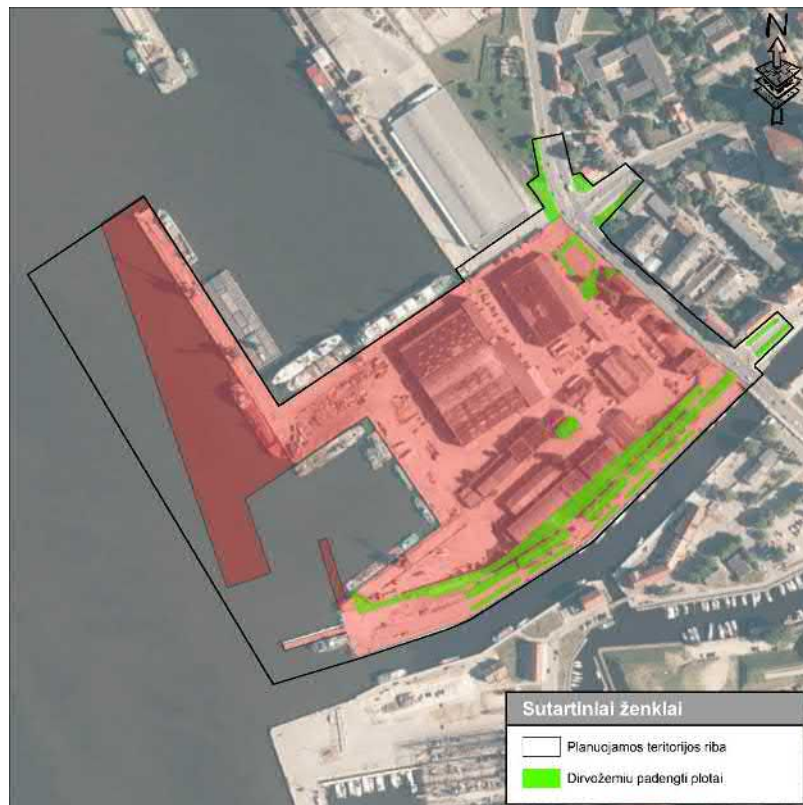 N
Sutartiniai ženklai
Planuojamos teritorijos riba
Dirvožemiu padengti plotai